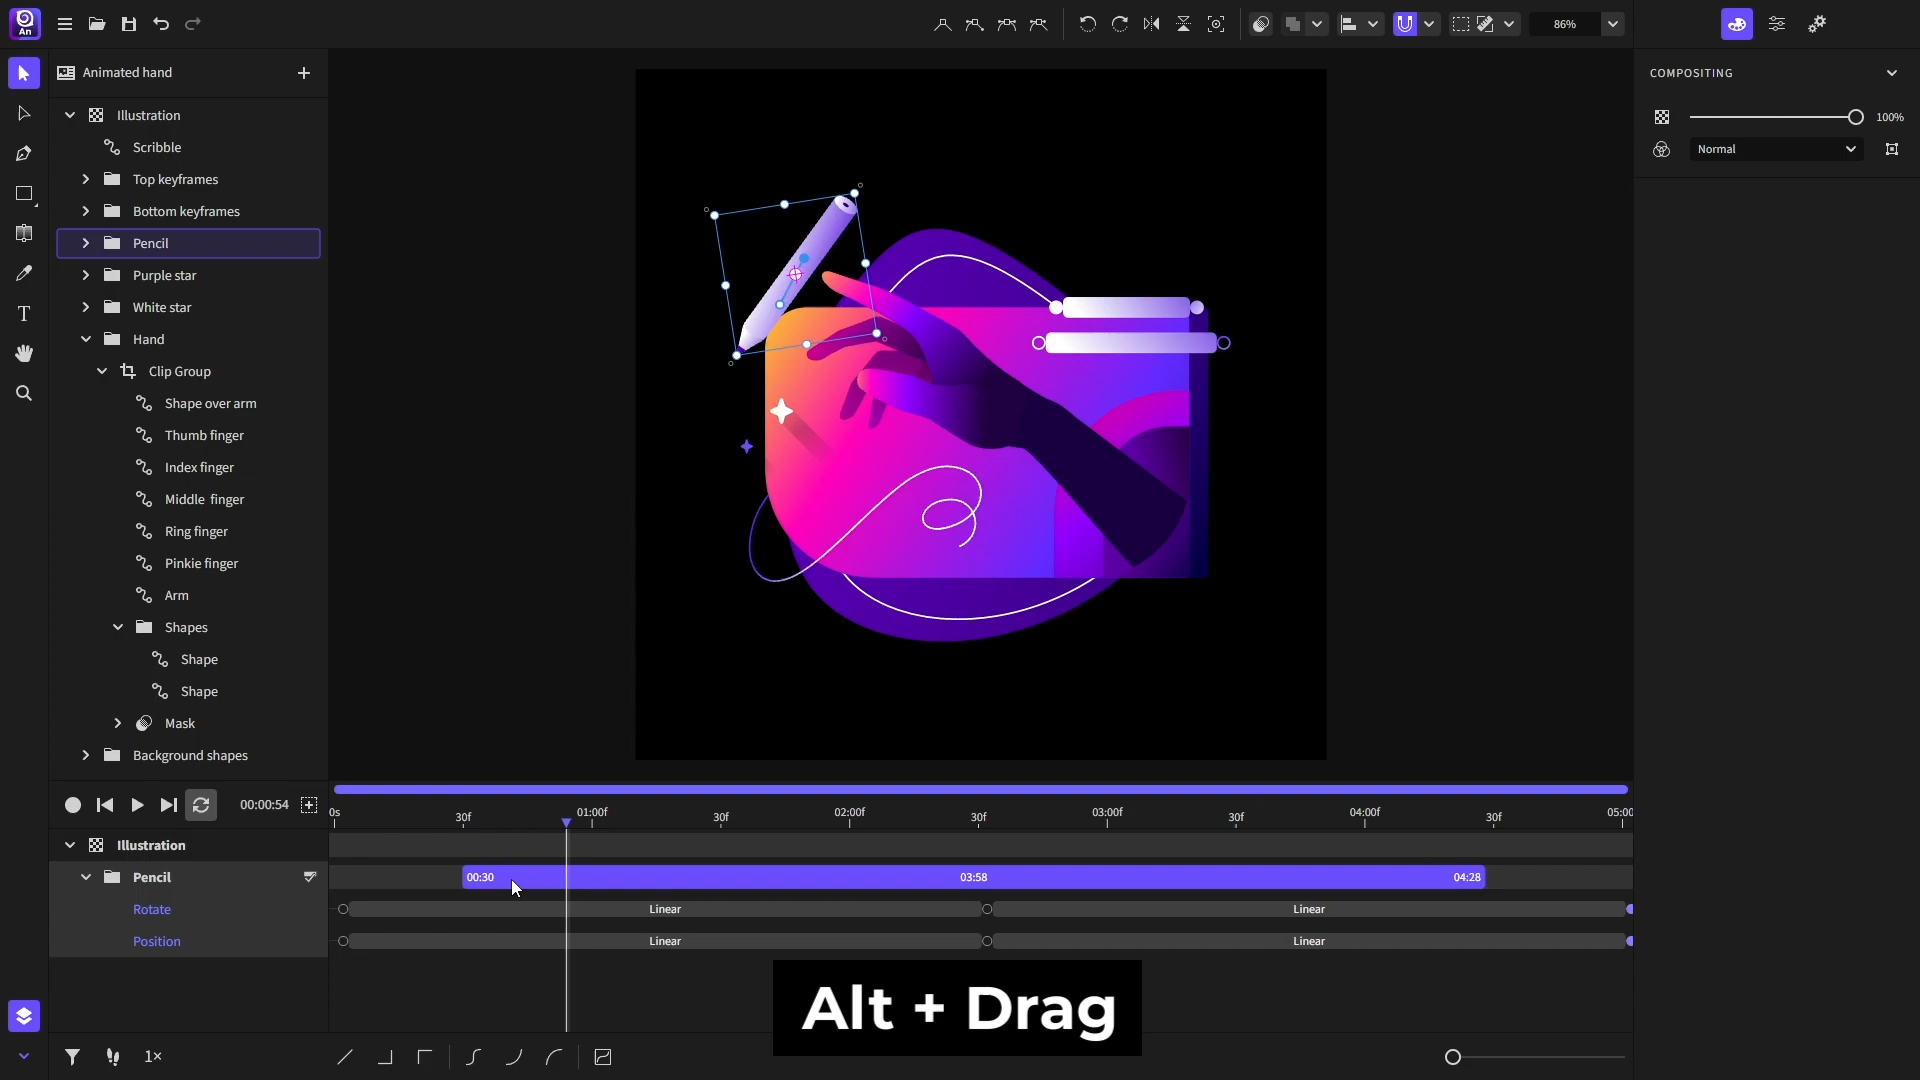 An
86%
Animated hand
COMPOSITING
Illustration
100%
Scribble
Normal
Top keyframes
Bottom keyframes
Pencil
Purple star
White star
Hand
Clip Group
Shape over arm
Thumb finger
Index finger
Middle finger
Ring finger
Pinkie finger
Arm
Shapes
Shape
Shape
Mask
Background shapes
00:00:54
0s 30f 01:00f 30f 02:00f 30f 03:00f 30f 04:00f 30f 05:00
Illustration
Pencil 00:30 03:58 04:28
Rotate Linear Linear
Position Linear Linear
Alt + Drag
1×